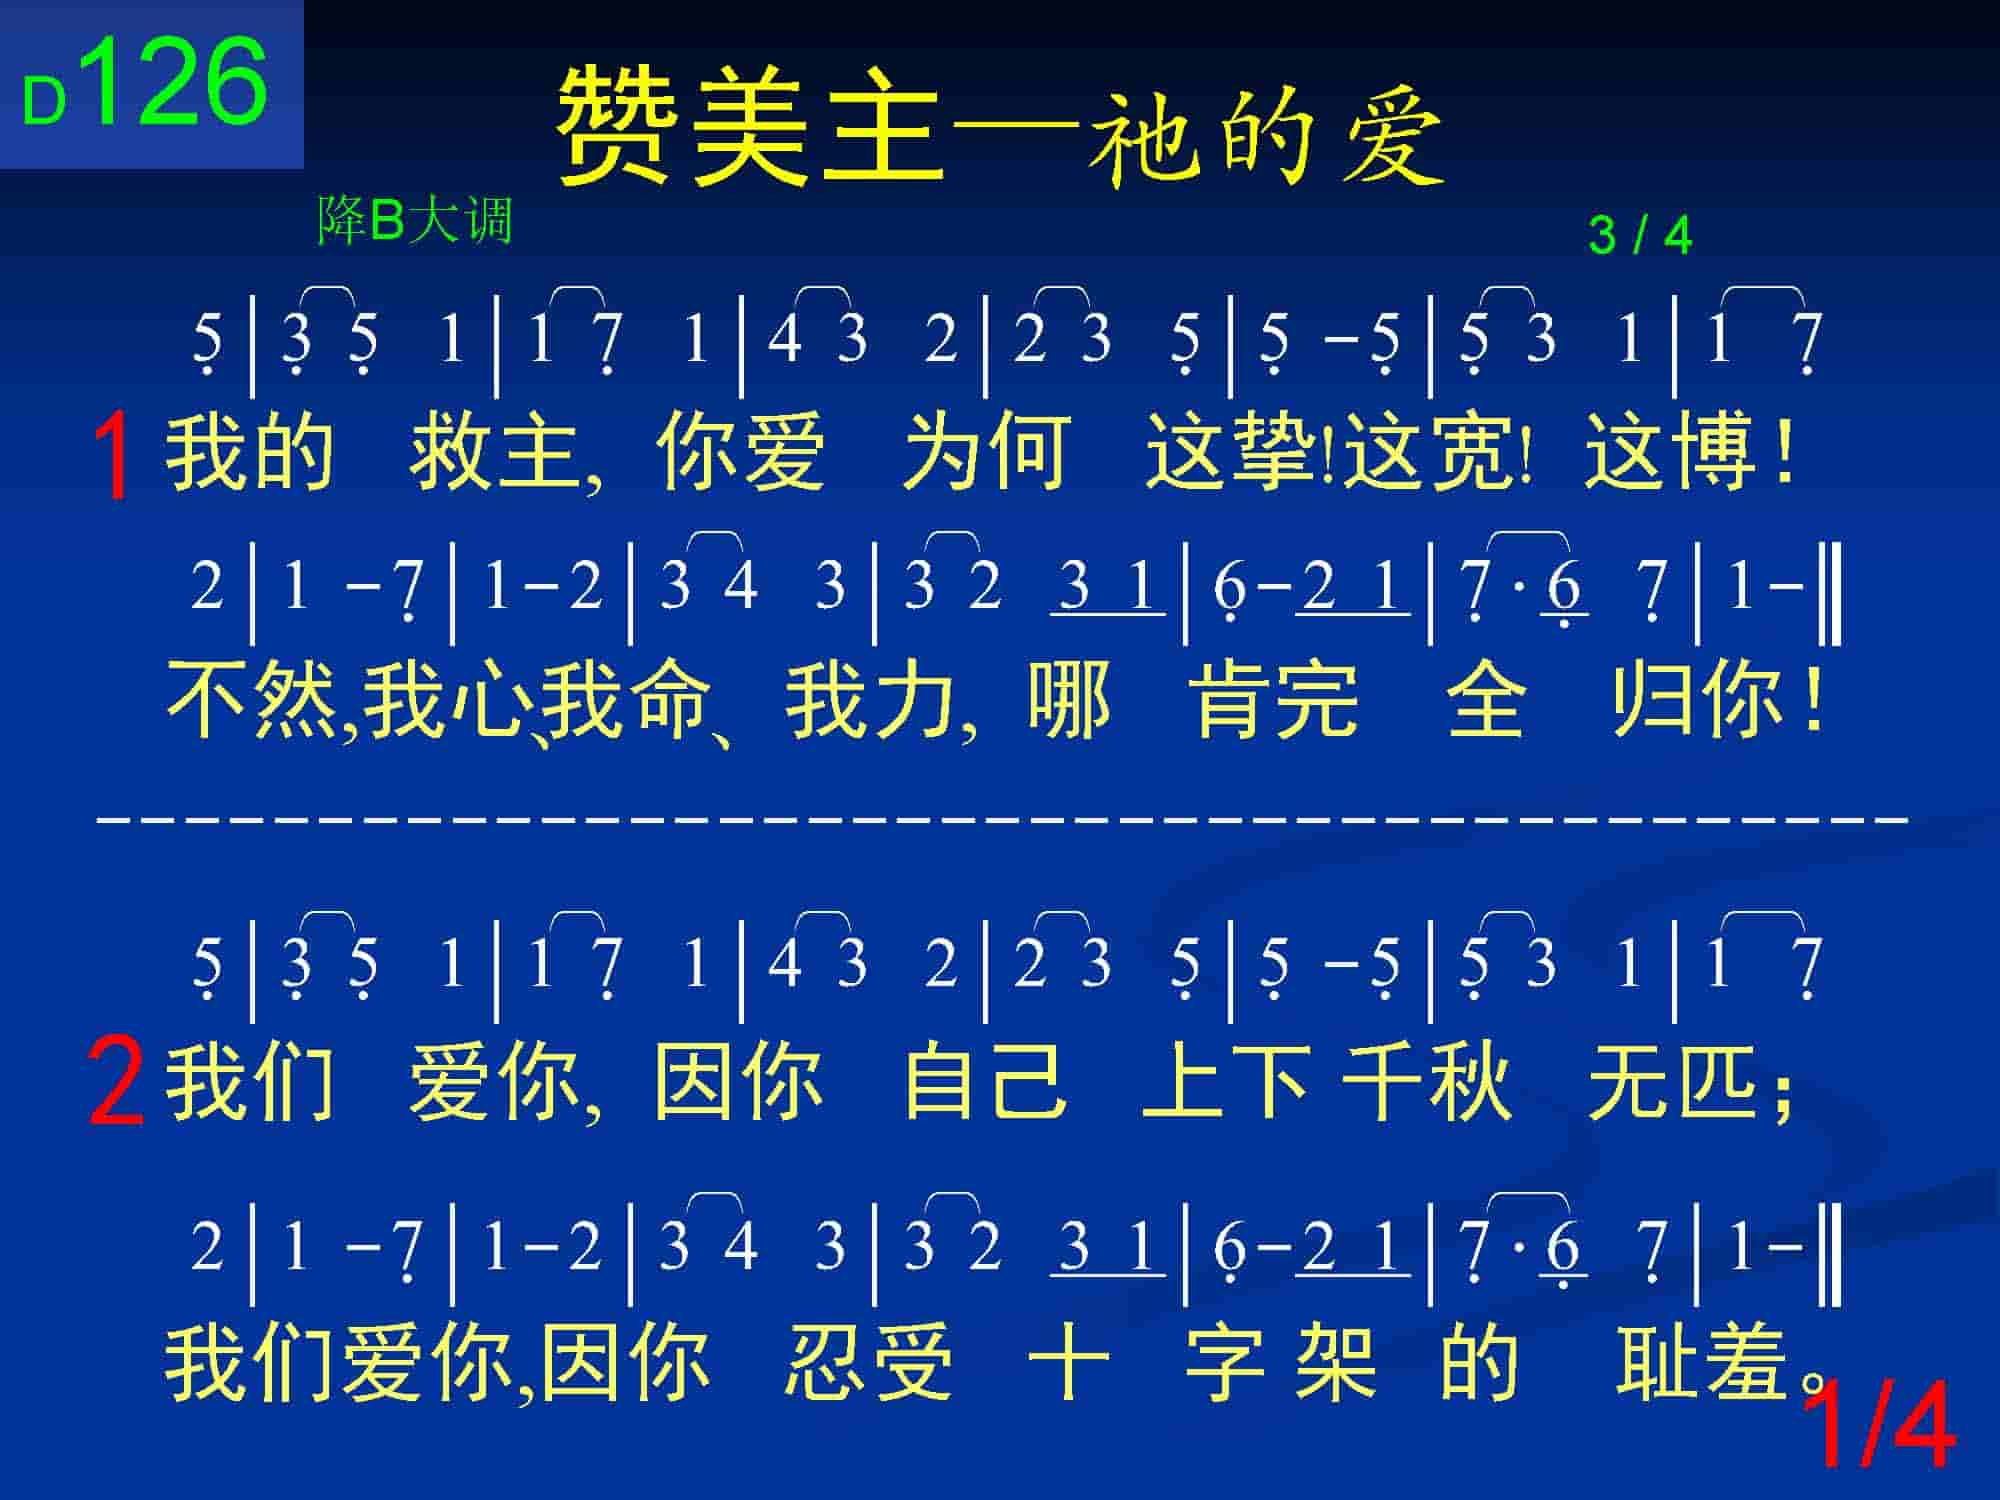 D126
赞美主—祂的爱
降B大调 3 / 4
5̣ | 3̣ 5̣ 1 | 1 7̣ 1 | 4 3 2 | 2 3 5̣ | 5̣ – 5̣ | 5̣ 3 1 | 1 7̣
1 我的 救主, 你爱 为何 这挚!这宽! 这博!
2 | 1 – 7̣ | 1 – 2 | 3 4 3 | 3 2 3 1 | 6̣ – 2 1 | 7̣ · 6̣ 7̣ | 1 – ‖
不然,我心、我命、 我力, 哪 肯完 全 归你!
5̣ | 3̣ 5̣ 1 | 1 7̣ 1 | 4 3 2 | 2 3 5̣ | 5̣ – 5̣ | 5̣ 3 1 | 1 7̣
2 我们 爱你, 因你 自己 上下 千秋 无匹;
2 | 1 – 7̣ | 1 – 2 | 3 4 3 | 3 2 3 1 | 6̣ – 2 1 | 7̣ · 6̣ 7̣ | 1 – ‖
我们爱你,因你 忍受 十 字 架 的 耻羞。
1/4